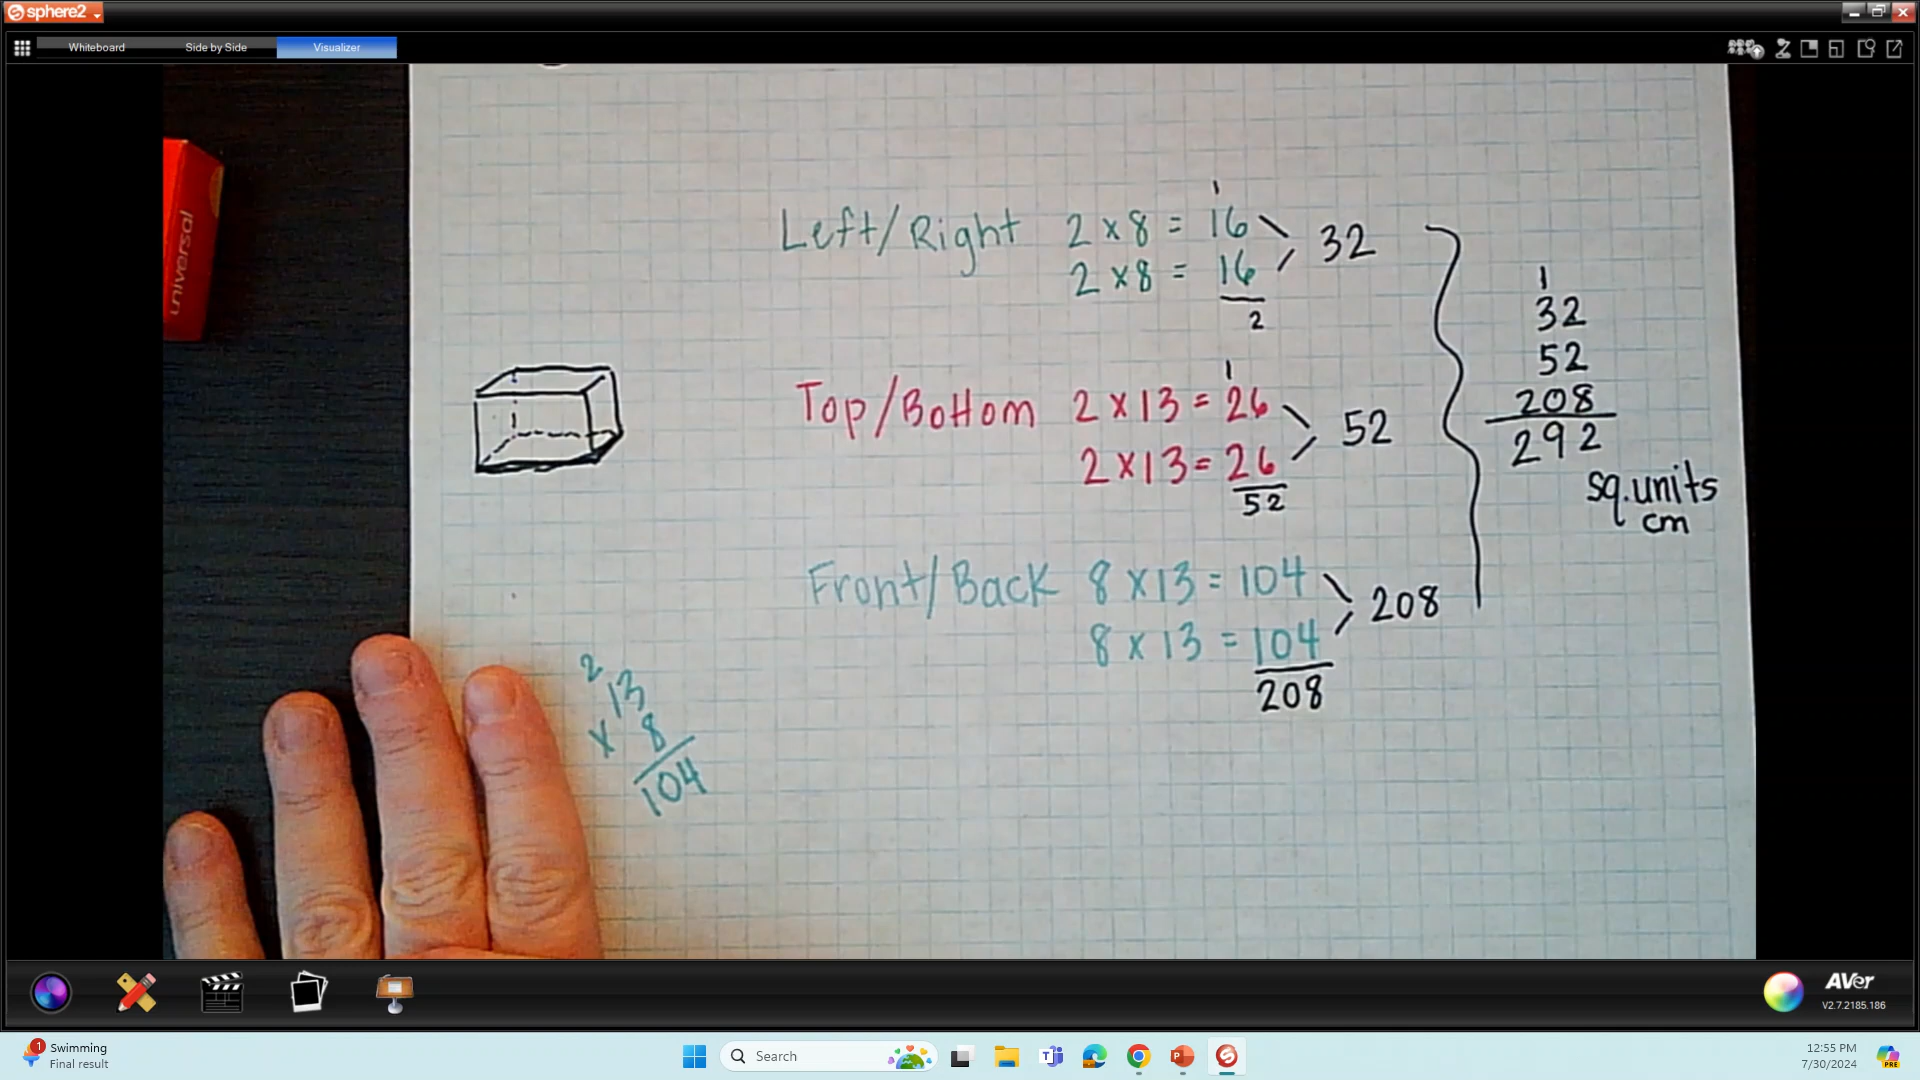 sphere2
Whiteboard Side by Side Visualizer
universal
1
Left/Right 2 x 8 = 16 32
2 x 8 = 16
2
1
Top/Bottom 2 x 13 = 26 52
2 x 13 = 26
52
Front/Back 8 x 13 = 104 208
8 x 13 = 104
208
1
32
52
208
292
sq. units
cm
2
13
x 8
104
AVer
V2.7.2185.186
1
Swimming
Final result
Search
12:55 PM
7/30/2024
PRE